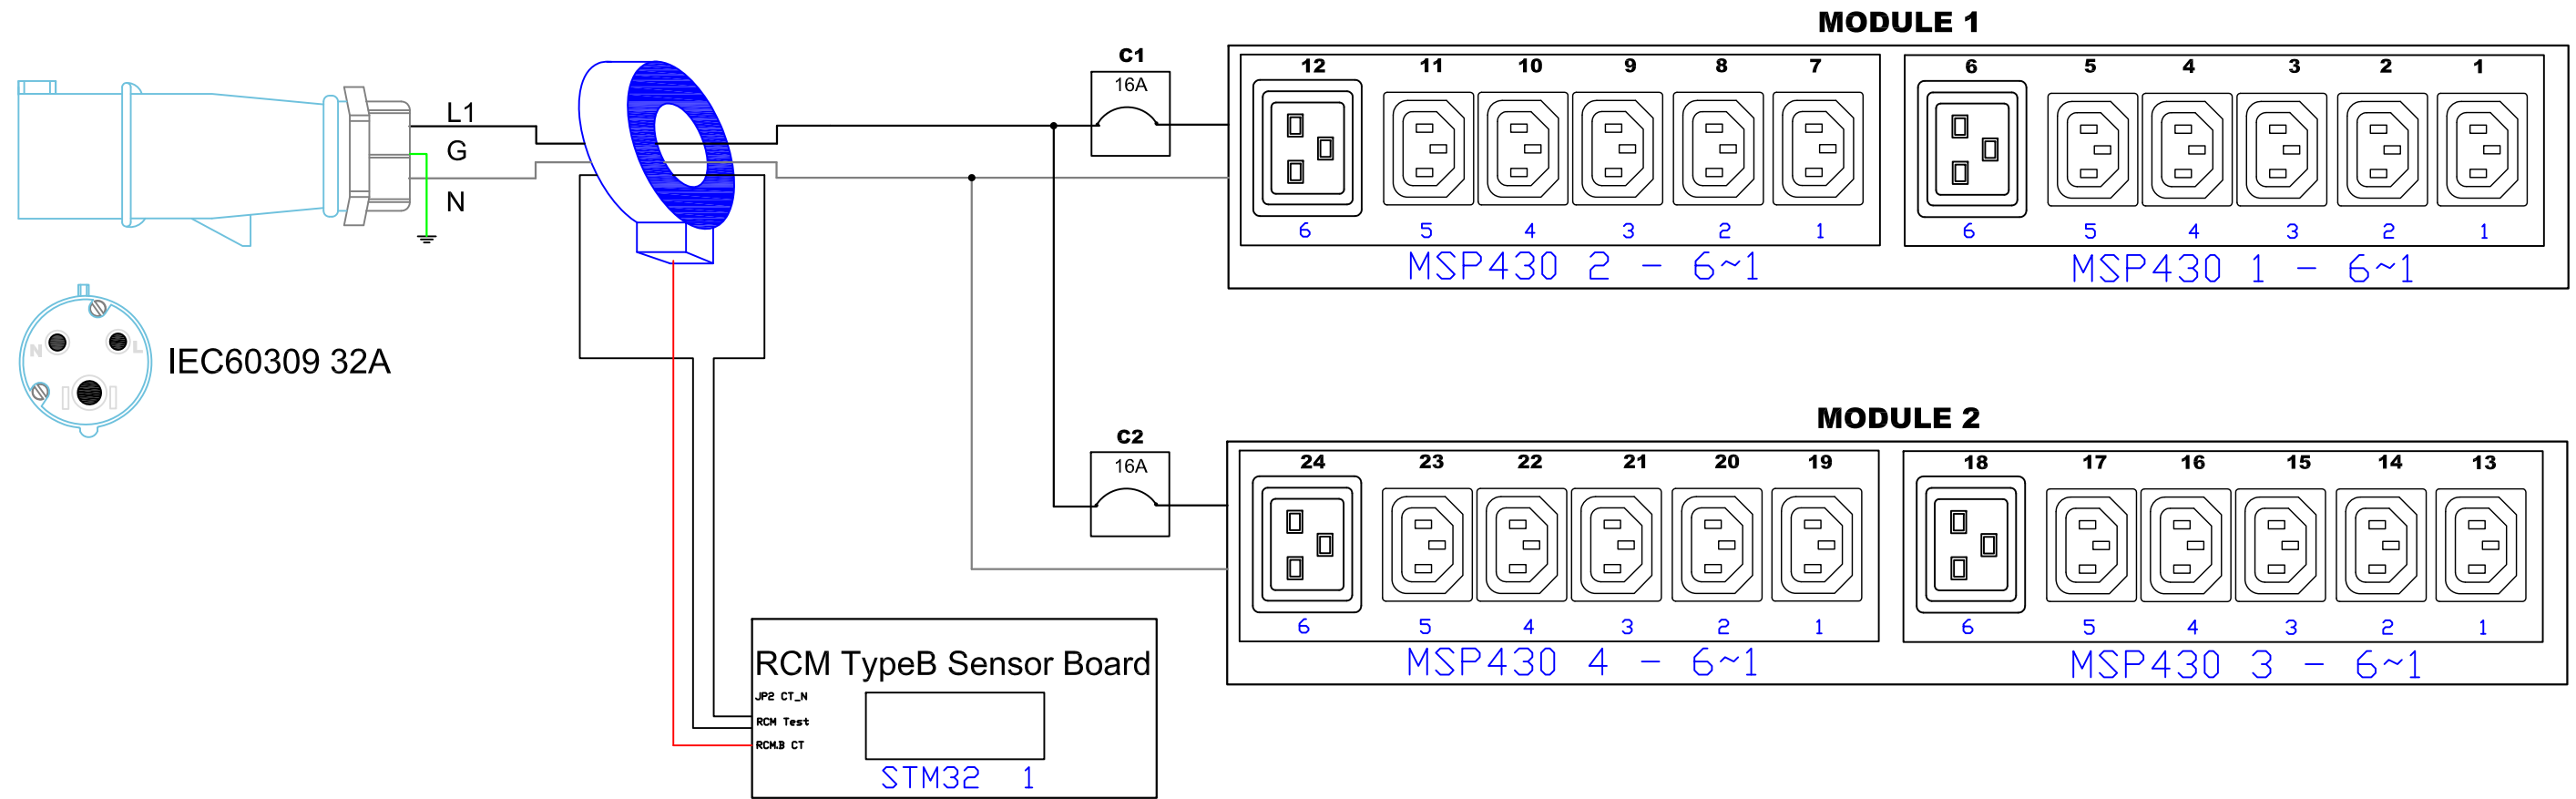 MODULE 1
C1
16A
12 11 10 9 8 7
6 5 4 3 2 1
6 5 4 3 2 1
MSP430 2 - 6~1
6 5 4 3 2 1
MSP430 1 - 6~1
L1
G
N
N L
IEC60309 32A
MODULE 2
C2
16A
24 23 22 21 20 19
18 17 16 15 14 13
6 5 4 3 2 1
MSP430 4 - 6~1
6 5 4 3 2 1
MSP430 3 - 6~1
RCM TypeB Sensor Board
JP2 CT_N
RCM Test
RCM.B CT
STM32 1